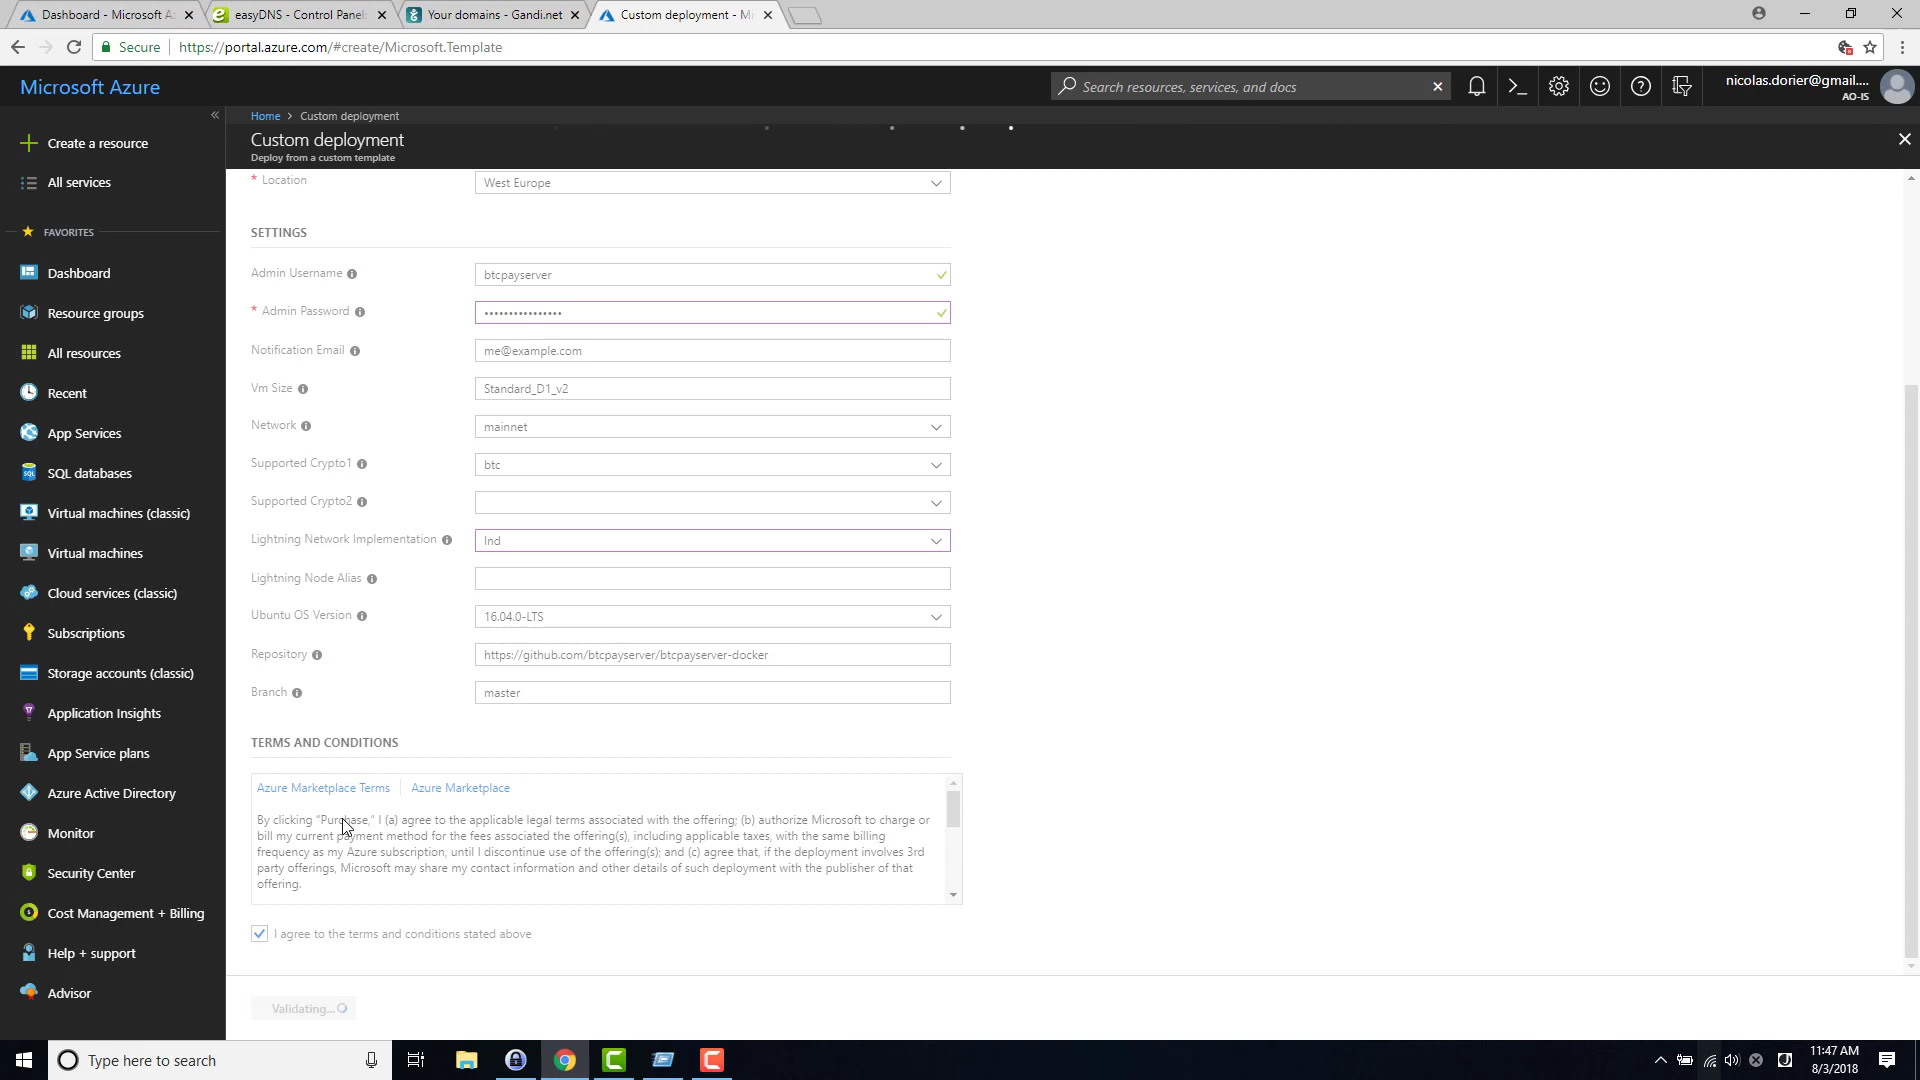 Dashboard - Microsoft Az
easyDNS - Control Panel
Your domains - Gandi.net
Custom deployment - Mi
Secure
https://portal.azure.com/#create/Microsoft.Template
Microsoft Azure
Search resources, services, and docs
nicolas.dorier@gmail....
AO-IS
Home > Custom deployment
Custom deployment
Deploy from a custom template
Create a resource
All services
FAVORITES
Dashboard
Resource groups
All resources
Recent
App Services
SQL databases
Virtual machines (classic)
Virtual machines
Cloud services (classic)
Subscriptions
Storage accounts (classic)
Application Insights
App Service plans
Azure Active Directory
Monitor
Security Center
Cost Management + Billing
Help + support
Advisor
* Location
West Europe
SETTINGS
Admin Username
btcpayserver
* Admin Password
••••••••••••••••
Notification Email
me@example.com
Vm Size
Standard_D1_v2
Network
mainnet
Supported Crypto1
btc
Supported Crypto2
Lightning Network Implementation
lnd
Lightning Node Alias
Ubuntu OS Version
16.04.0-LTS
Repository
https://github.com/btcpayserver/btcpayserver-docker
Branch
master
TERMS AND CONDITIONS
Azure Marketplace Terms
Azure Marketplace
By clicking “Purchase,” I (a) agree to the applicable legal terms associated with the offering; (b) authorize Microsoft to charge or
bill my current payment method for the fees associated the offering(s), including applicable taxes, with the same billing
frequency as my Azure subscription, until I discontinue use of the offering(s); and (c) agree that, if the deployment involves 3rd
party offerings, Microsoft may share my contact information and other details of such deployment with the publisher of that
offering.
I agree to the terms and conditions stated above
Validating...
Type here to search
11:47 AM
8/3/2018